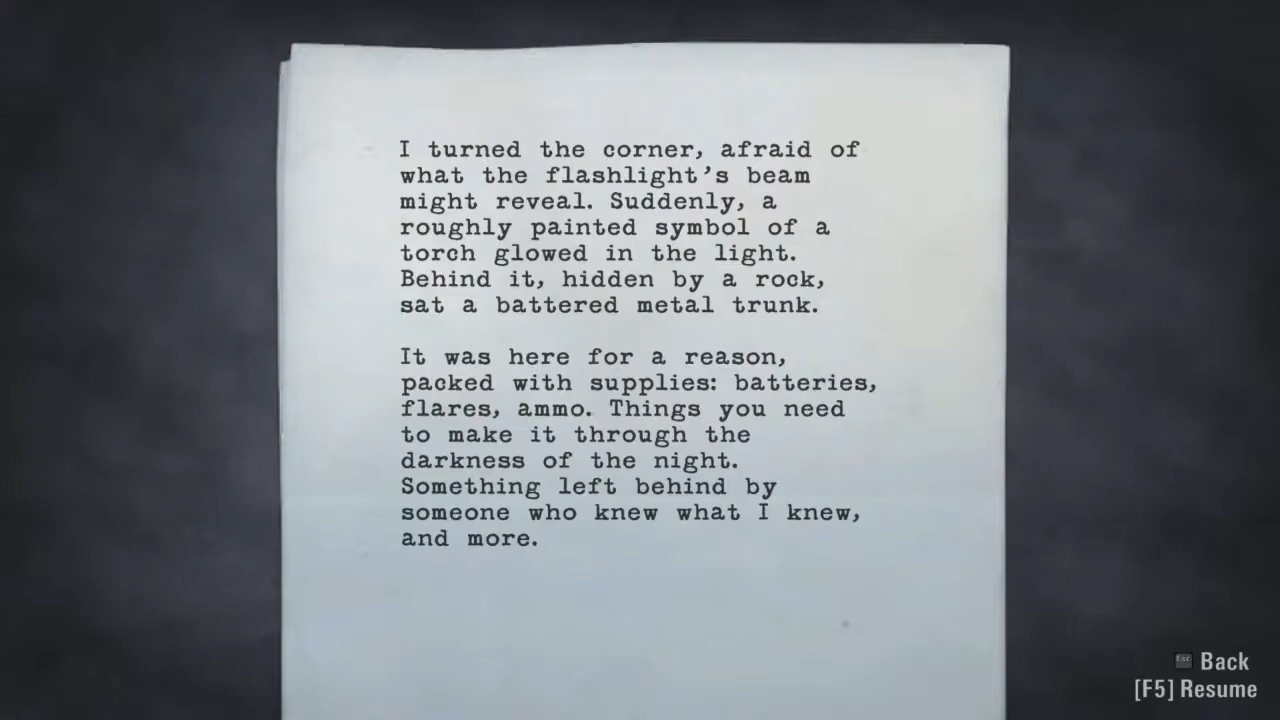 I turned the corner, afraid of
what the flashlight's beam
might reveal. Suddenly, a
roughly painted symbol of a
torch glowed in the light.
Behind it, hidden by a rock,
sat a battered metal trunk.
It was here for a reason,
packed with supplies: batteries,
flares, ammo. Things you need
to make it through the
darkness of the night.
Something left behind by
someone who knew what I knew,
and more.
Esc Back
[F5] Resume